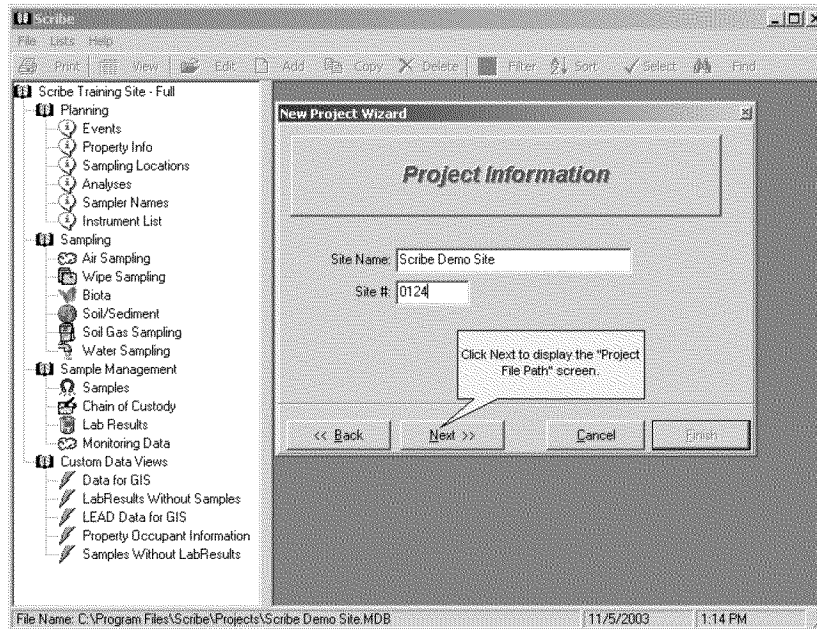 Scribe
File Lists Help
Print View Edit Add Copy Delete Filter Sort Select Find
Scribe Training Site - Full
Planning
Events
Property Info
Sampling Locations
Analyses
Sampler Names
Instrument List
Sampling
Air Sampling
Wipe Sampling
Biota
Soil/Sediment
Soil Gas Sampling
Water Sampling
Sample Management
Samples
Chain of Custody
Lab Results
Monitoring Data
Custom Data Views
Data for GIS
LabResults Without Samples
LEAD Data for GIS
Property Occupant Information
Samples Without LabResults
New Project Wizard
Project Information
Site Name: Scribe Demo Site
Site #: 0124
Click Next to display the "Project
File Path" screen.
<< Back Next >> Cancel Finish
File Name: C:\Program Files\Scribe\Projects\Scribe Demo Site.MDB 11/5/2003 1:14 PM